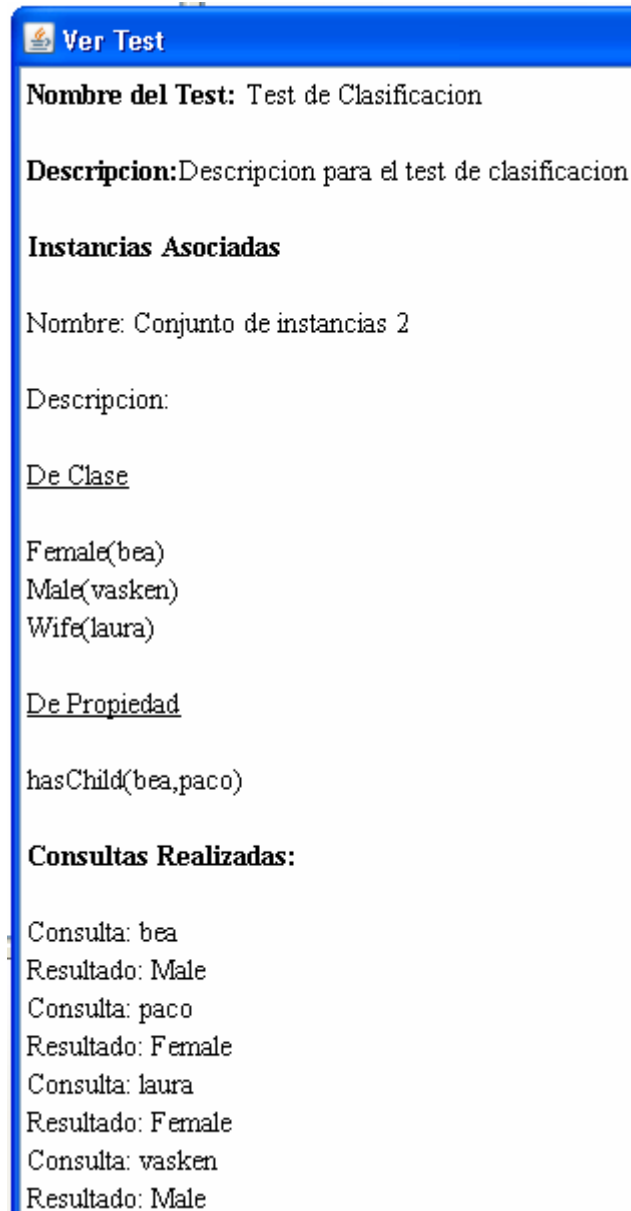 Ver Test
Nombre del Test: Test de Clasificacion
Descripcion:Descripcion para el test de clasificacion
Instancias Asociadas
Nombre: Conjunto de instancias 2
Descripcion:
De Clase
Female(bea)
Male(vasken)
Wife(laura)
De Propiedad
hasChild(bea,paco)
Consultas Realizadas:
Consulta: bea
Resultado: Male
Consulta: paco
Resultado: Female
Consulta: laura
Resultado: Female
Consulta: vasken
Resultado: Male